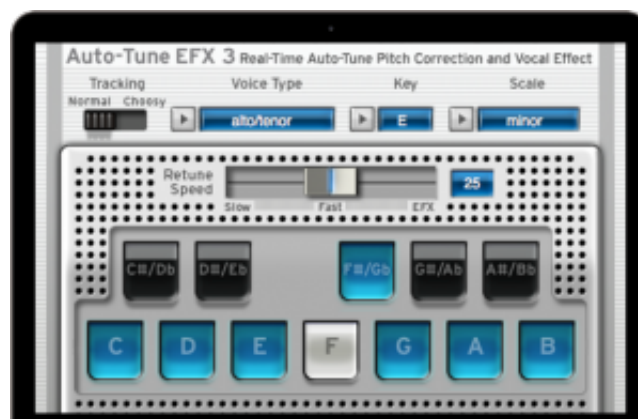 Auto-Tune EFX 3 Real-Time Auto-Tune Pitch Correction and Vocal Effect
Tracking Voice Type Key Scale
Normal Choosy
alto/tenor E minor
Retune Speed 25
Slow Fast EFX
C#/Db D#/Eb F#/Gb G#/Ab A#/Bb
C D E F G A B